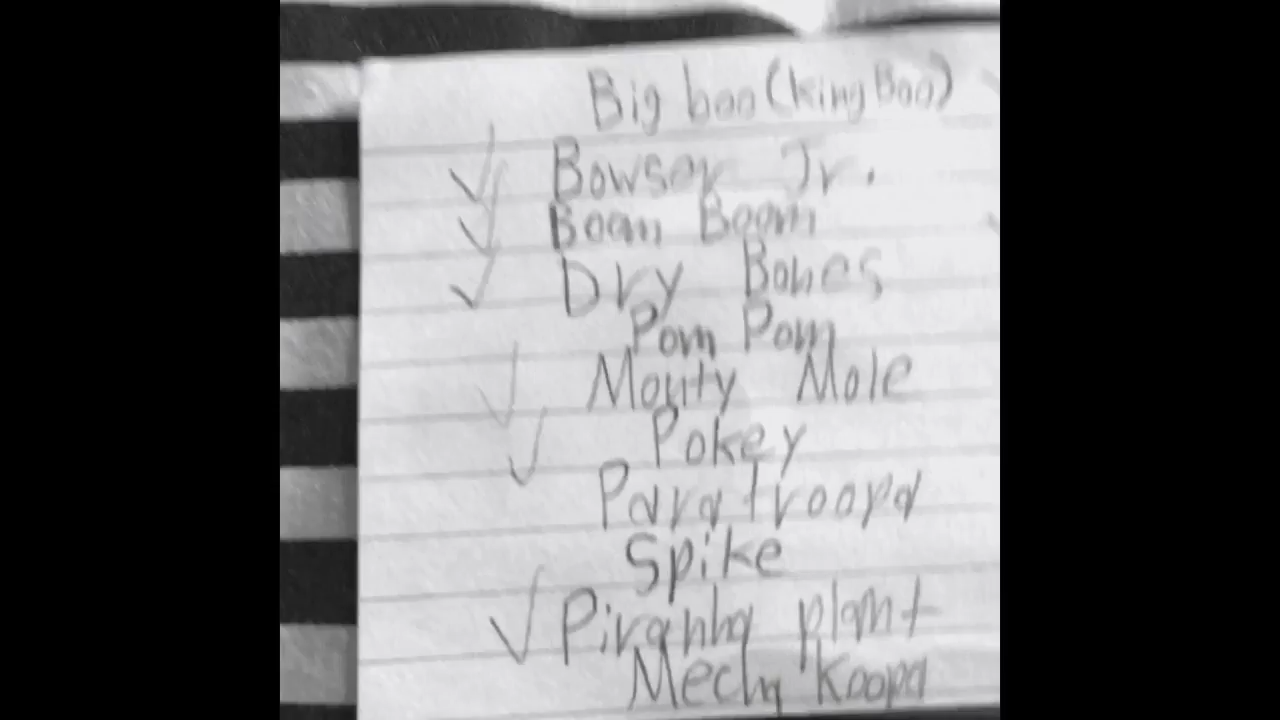 Big boo (King Boo)
✓ Bowser Jr.
✓ Boom Boom
✓ Dry Bones
Pom Pom
✓ Monty Mole
✓ Pokey
Paratroopa
Spike
✓ Piranha plant
Mecha Koopa